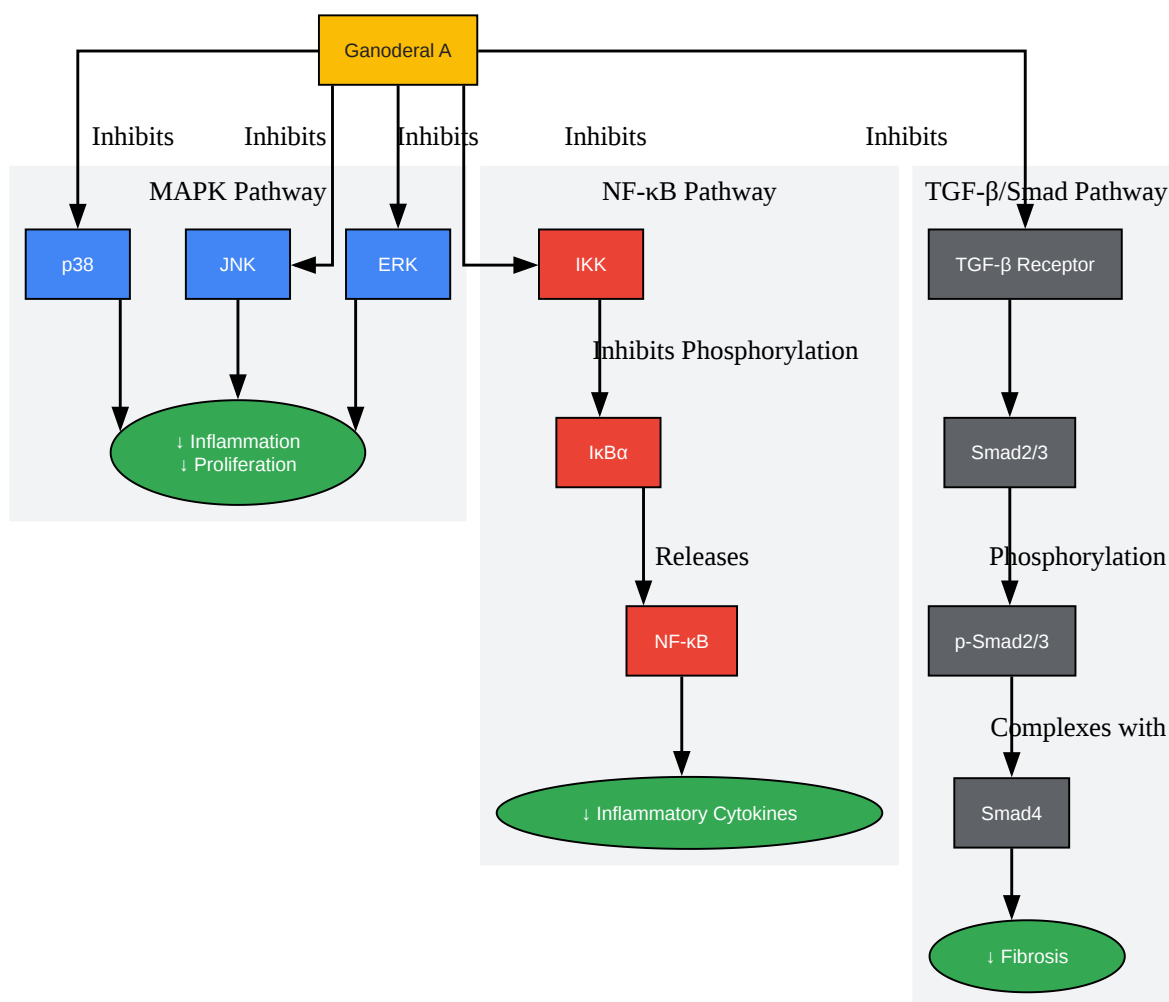 Ganoderal A
Inhibits
Inhibits
Inhibits
Inhibits
Inhibits
MAPK Pathway
NF-κB Pathway
TGF-β/Smad Pathway
p38
JNK
ERK
IKK
TGF-β Receptor
Inhibits Phosphorylation
↓ Inflammation
↓ Proliferation
IκBα
Smad2/3
Releases
Phosphorylation
NF-κB
p-Smad2/3
Complexes with
↓ Inflammatory Cytokines
Smad4
↓ Fibrosis